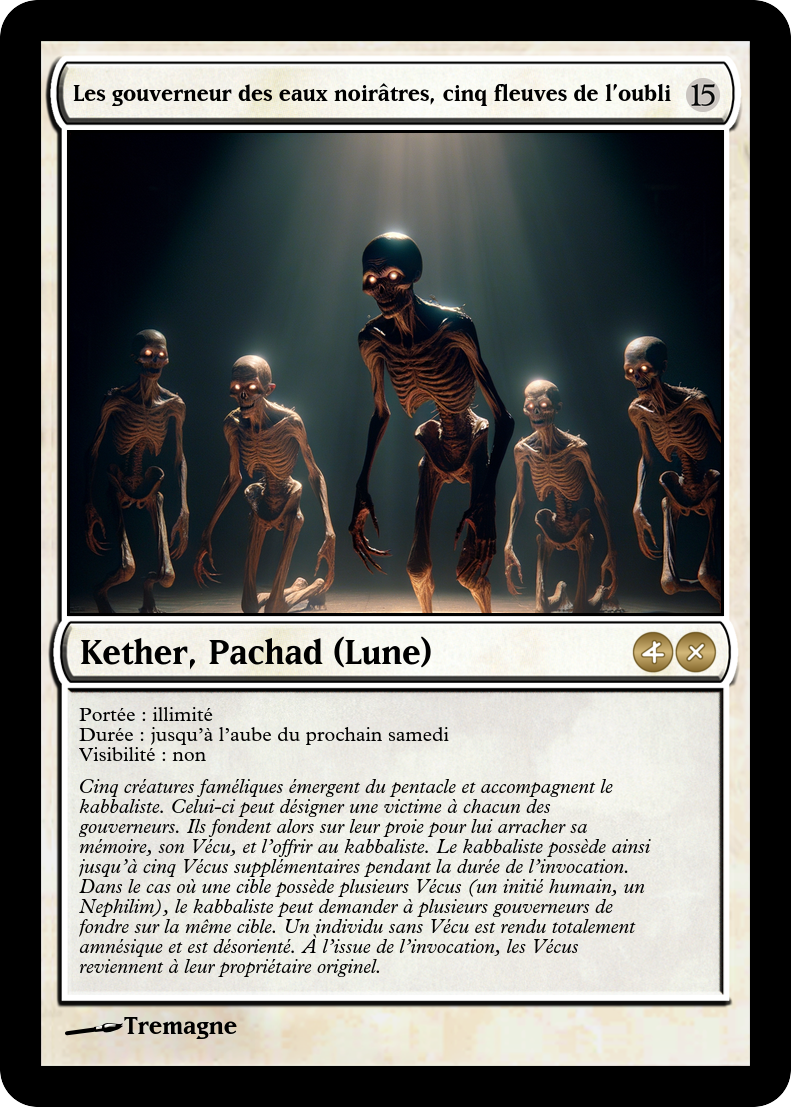 Les gouverneur des eaux noirâtres, cinq fleuves de l'oubli 15
Kether, Pachad (Lune)
Portée : illimité
Durée : jusqu'à l'aube du prochain samedi
Visibilité : non
Cinq créatures faméliques émergent du pentacle et accompagnent le
kabbaliste. Celui-ci peut désigner une victime à chacun des
gouverneurs. Ils fondent alors sur leur proie pour lui arracher sa
mémoire, son Vécu, et l'offrir au kabbaliste. Le kabbaliste possède ainsi
jusqu'à cinq Vécus supplémentaires pendant la durée de l'invocation.
Dans le cas où une cible possède plusieurs Vécus (un initié humain, un
Nephilim), le kabbaliste peut demander à plusieurs gouverneurs de
fondre sur la même cible. Un individu sans Vécu est rendu totalement
amnésique et est désorienté. À l'issue de l'invocation, les Vécus
reviennent à leur propriétaire originel.
Tremagne